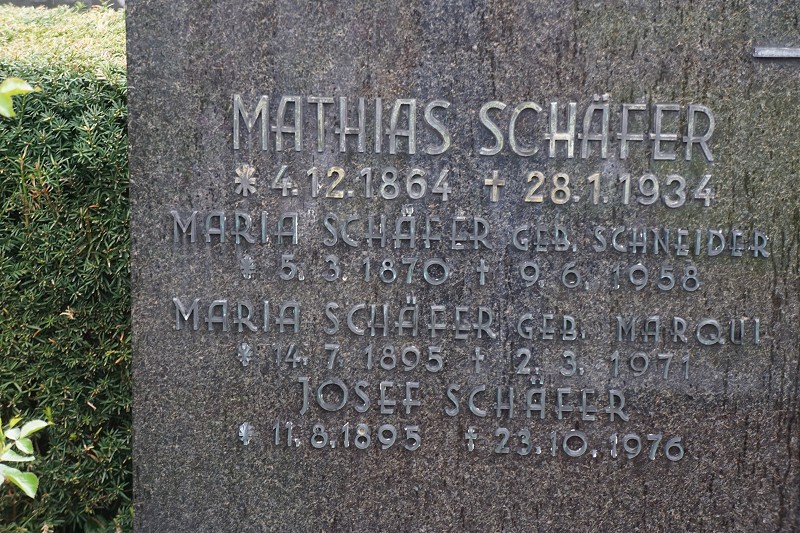 MATHIAS SCHÄFER
* 4.12.1864 ✝ 28.1.1934
MARIA SCHÄFER GEB. SCHNEIDER
* 5.3.1870 ✝ 9.6.1958
MARIA SCHÄFER GEB. MARQUI
* 14.7.1895 ✝ 2.3.1971
JOSEF SCHÄFER
* 11.8.1895 ✝ 23.10.1976